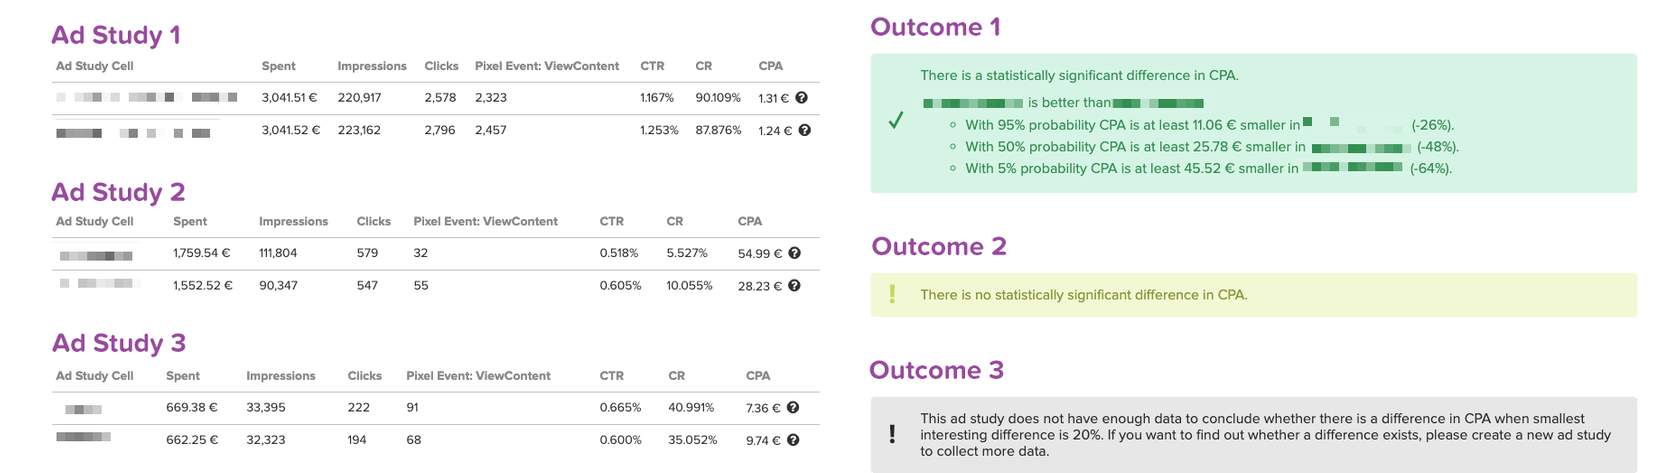 Ad Study 1
Ad Study Cell Spent Impressions Clicks Pixel Event: ViewContent CTR CR CPA
3,041.51 € 220,917 2,578 2,323 1.167% 90.109% 1.31 € ?
3,041.52 € 223,162 2,796 2,457 1.253% 87.876% 1.24 € ?
Ad Study 2
Ad Study Cell Spent Impressions Clicks Pixel Event: ViewContent CTR CR CPA
1,759.54 € 111,804 579 32 0.518% 5.527% 54.99 € ?
1,552.52 € 90,347 547 55 0.605% 10.055% 28.23 € ?
Ad Study 3
Ad Study Cell Spent Impressions Clicks Pixel Event: ViewContent CTR CR CPA
669.38 € 33,395 222 91 0.665% 40.991% 7.36 € ?
662.25 € 32,323 194 68 0.600% 35.052% 9.74 € ?
Outcome 1
There is a statistically significant difference in CPA.
is better than
With 95% probability CPA is at least 11.06 € smaller in (-26%).
With 50% probability CPA is at least 25.78 € smaller in (-48%).
With 5% probability CPA is at least 45.52 € smaller in (-64%).
Outcome 2
! There is no statistically significant difference in CPA.
Outcome 3
This ad study does not have enough data to conclude whether there is a difference in CPA when smallest
! interesting difference is 20%. If you want to find out whether a difference exists, please create a new ad study
to collect more data.